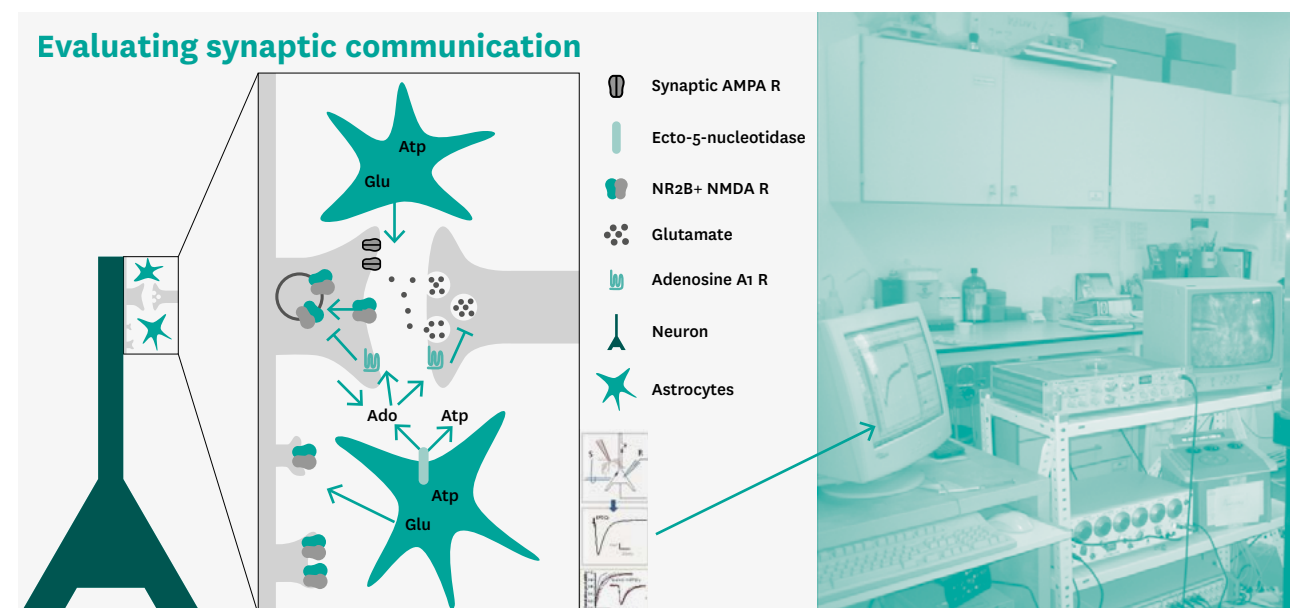 Evaluating synaptic communication
Atp
Glu
Synaptic AMPA R
Ecto-5-nucleotidase
NR2B+ NMDA R
Glutamate
Adenosine A1 R
Neuron
Astrocytes
Ado
Atp
Atp
Glu
S
R